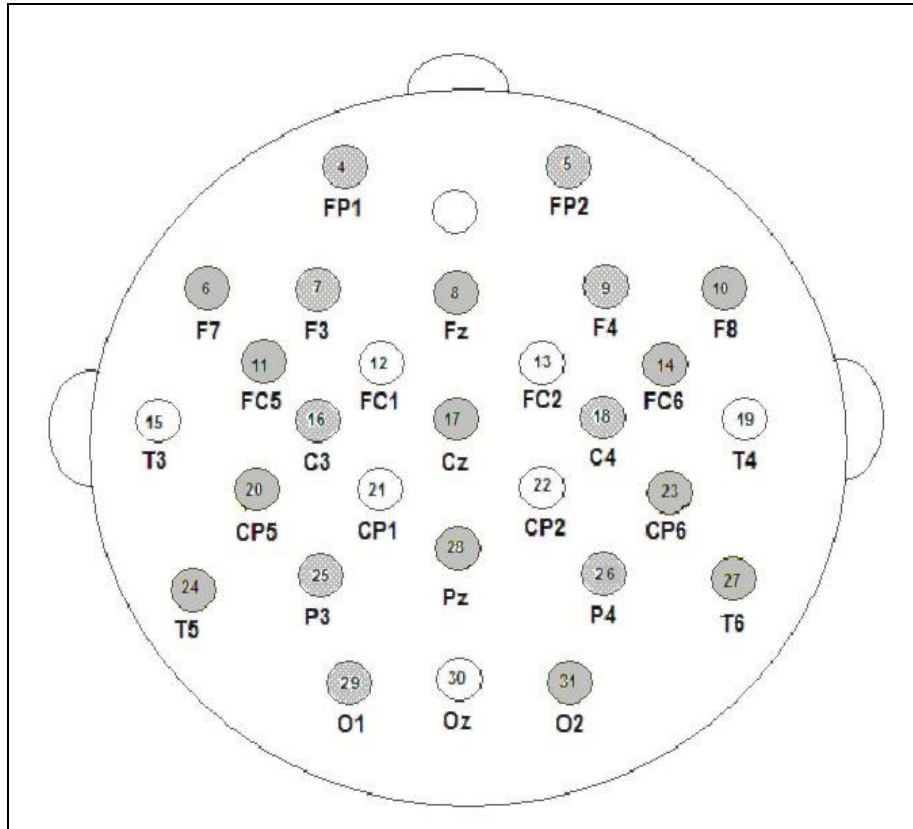 4 5
FP1 FP2
6 7 8 9 10
F7 F3 Fz F4 F8
11 12 13 14
FC5 FC1 FC2 FC6
15 16 17 18 19
T3 C3 Cz C4 T4
20 21 22 23
CP5 CP1 CP2 CP6
24 25 28 26 27
T5 P3 Pz P4 T6
29 30 31
O1 Oz O2